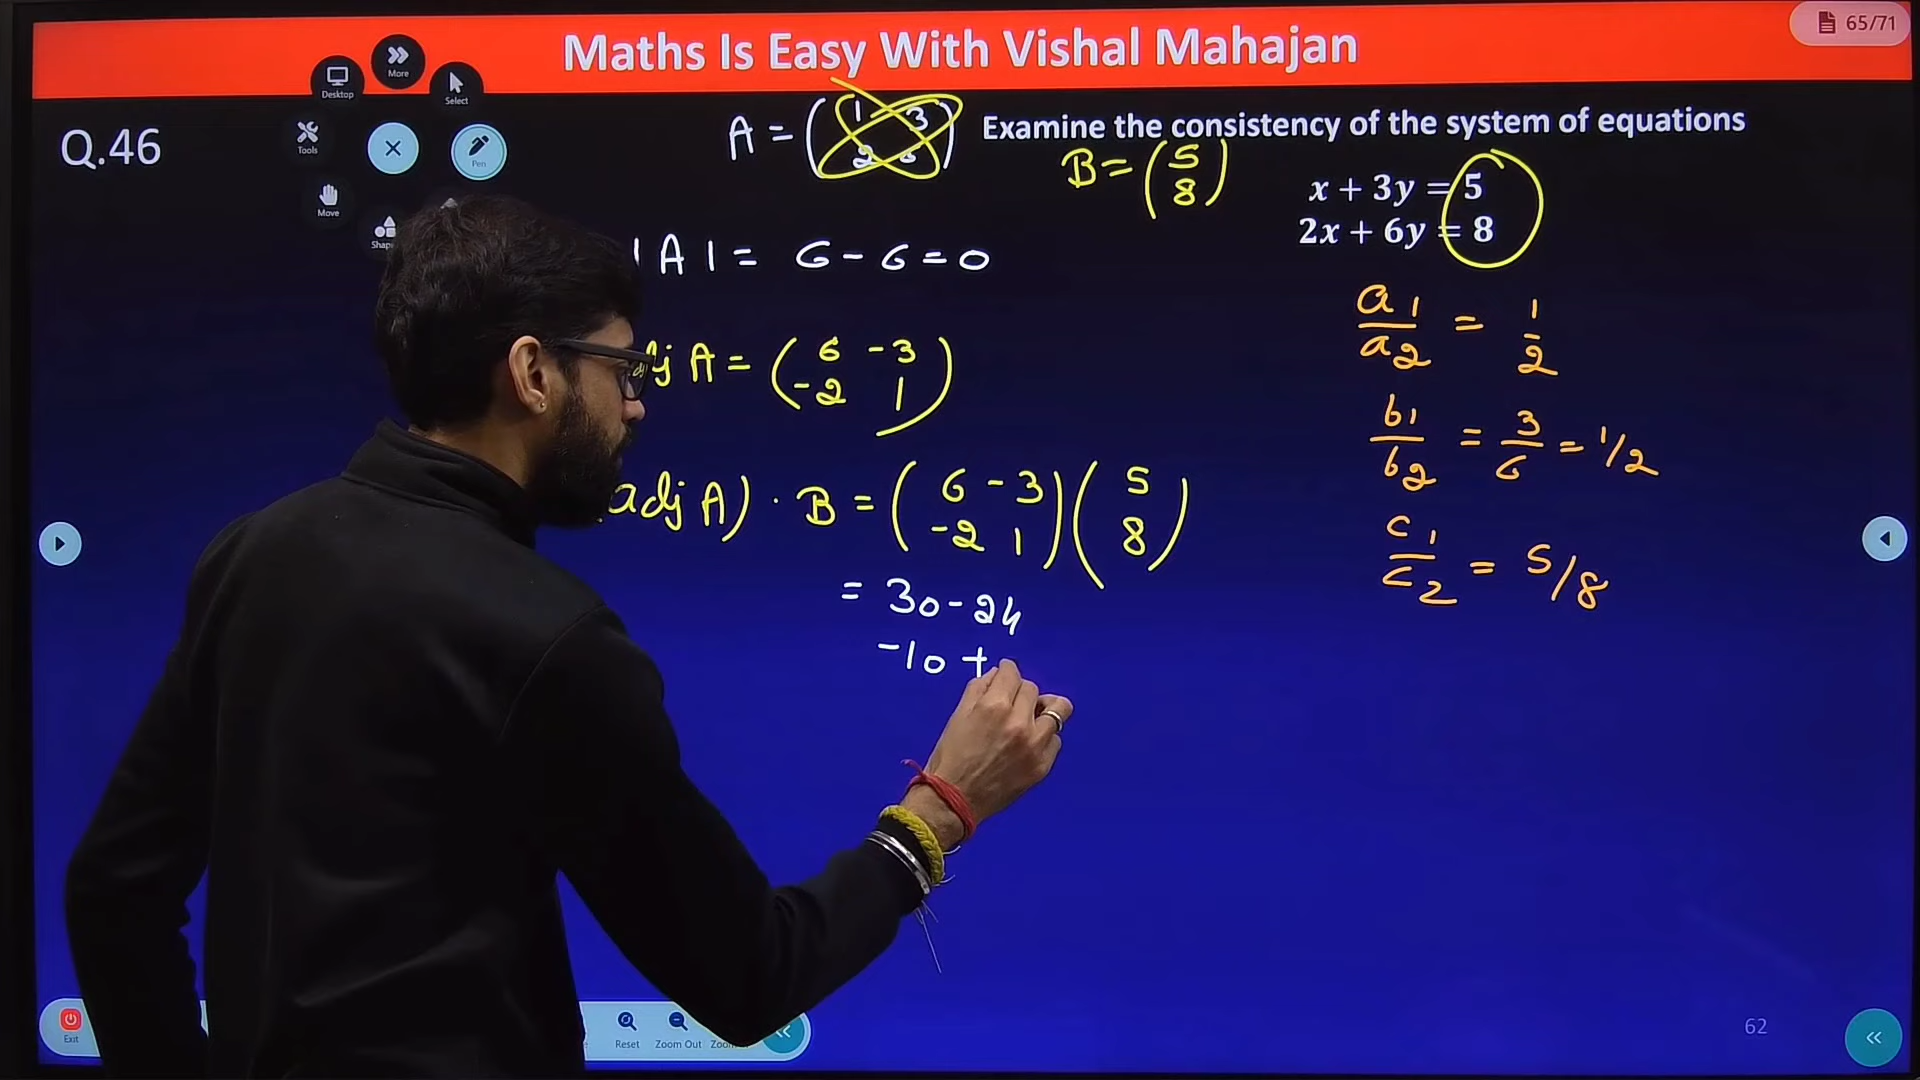 Maths Is Easy With Vishal Mahajan
65/71
More
Desktop
Select
Tools
Pen
Move
Q.46
A = ( 1 3
2 6 )
Examine the consistency of the system of equations
B = ( 5
8 )
x + 3y = 5
2x + 6y = 8
|A| = 6 - 6 = 0
a1/a2 = 1/2
adj A = ( 6 -3
-2 1 )
b1/b2 = 3/6 = 1/2
(adj A) · B = ( 6 -3
-2 1 ) ( 5
8 )
c1/c2 = 5/8
= 30 - 24
-10 +
Exit
Reset
Zoom Out
62